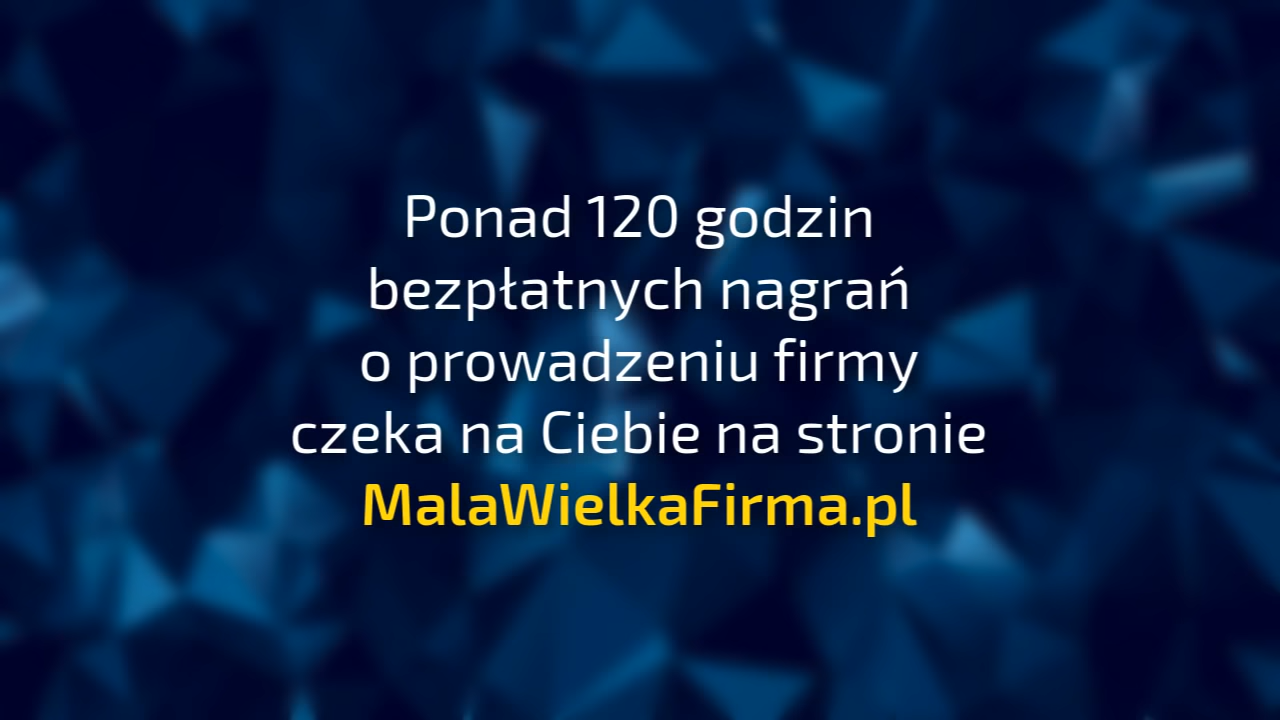 Ponad 120 godzin
bezpłatnych nagrań
o prowadzeniu firmy
czeka na Ciebie na stronie
MalaWielkaFirma.pl